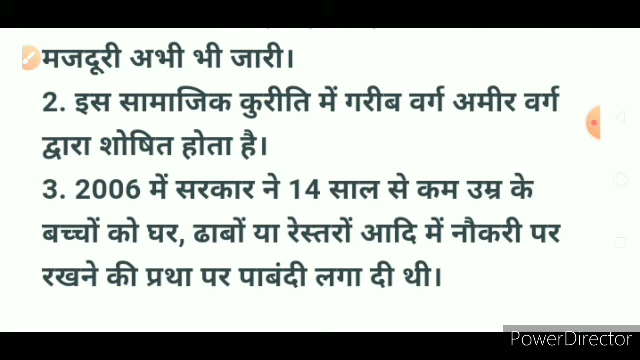 मजदूरी अभी भी जारी।
2. इस सामाजिक कुरीति में गरीब वर्ग अमीर वर्ग
द्वारा शोषित होता है।
3. 2006 में सरकार ने 14 साल से कम उम्र के
बच्चों को घर, ढाबों या रेस्तरों आदि में नौकरी पर
रखने की प्रथा पर पाबंदी लगा दी थी।
PowerDirector